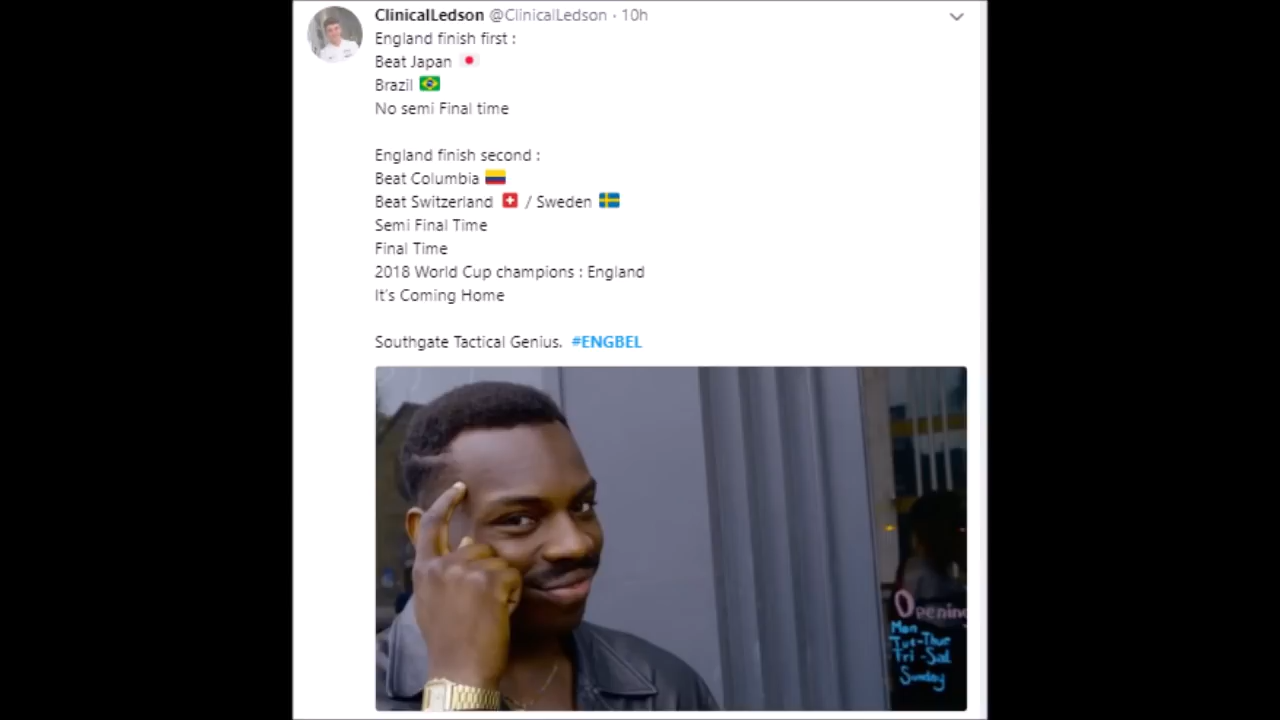 ClinicalLedson @ClinicalLedson · 10h
England finish first :
Beat Japan 🇯🇵
Brazil 🇧🇷
No semi Final time
England finish second :
Beat Columbia 🇨🇴
Beat Switzerland 🇨🇭 / Sweden 🇸🇪
Semi Final Time
Final Time
2018 World Cup champions : England
It's Coming Home
Southgate Tactical Genius. #ENGBEL
Opening
Mon
Tue-Thur
Fri -Sat
Sunday